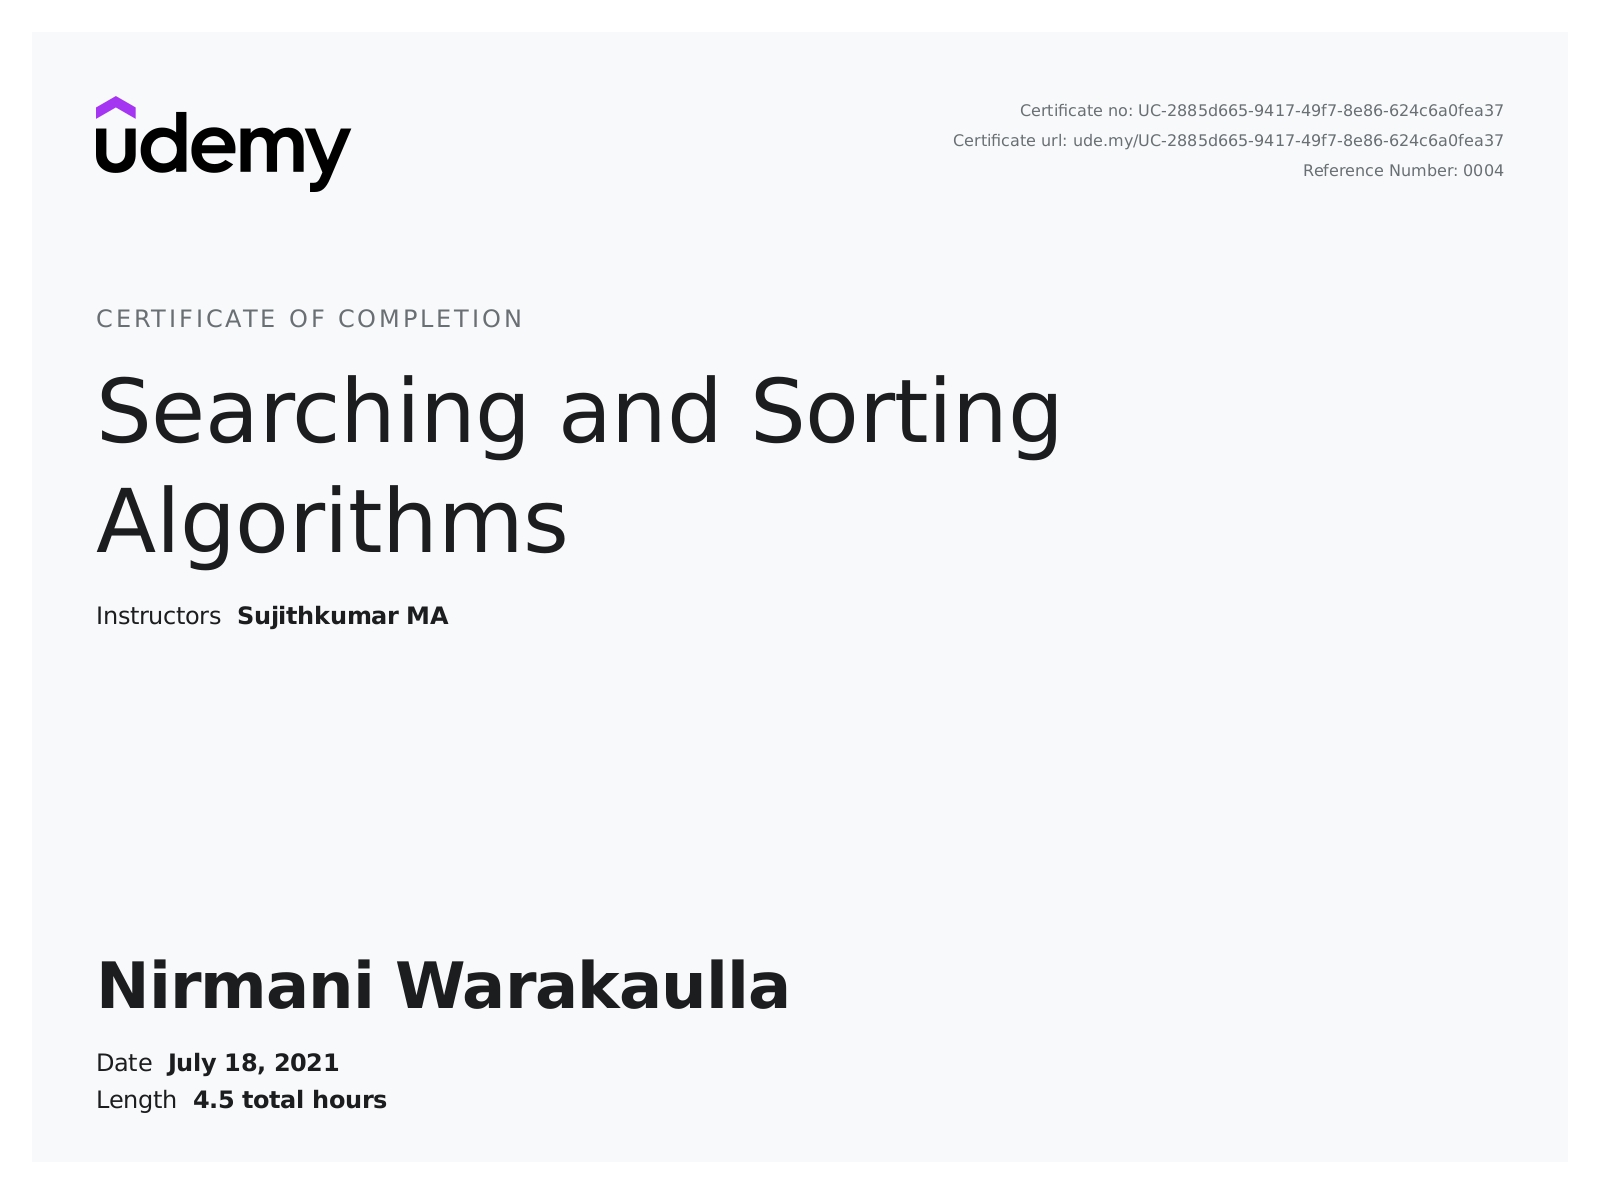 udemy
Certificate no: UC-2885d665-9417-49f7-8e86-624c6a0fea37
Certificate url: ude.my/UC-2885d665-9417-49f7-8e86-624c6a0fea37
Reference Number: 0004
CERTIFICATE OF COMPLETION
Searching and Sorting
Algorithms
Instructors Sujithkumar MA
Nirmani Warakaulla
Date July 18, 2021
Length 4.5 total hours